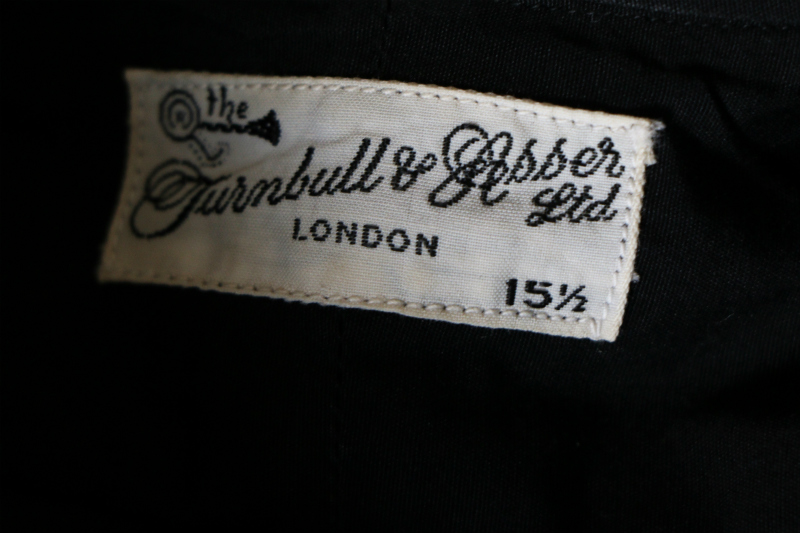 the
Turnbull & Asser
Ltd
LONDON
15½